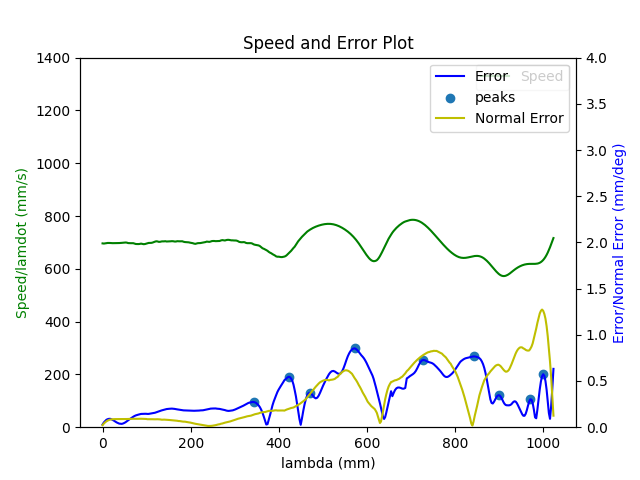 Speed and Error Plot
1400
1200
1000
800
600
400
200
0
Speed/lamdot (mm/s)
4.0
3.5
3.0
2.5
2.0
1.5
1.0
0.5
0.0
Error/Normal Error (mm/deg)
Error
Speed
peaks
Normal Error
0
200
400
600
800
1000
lambda (mm)